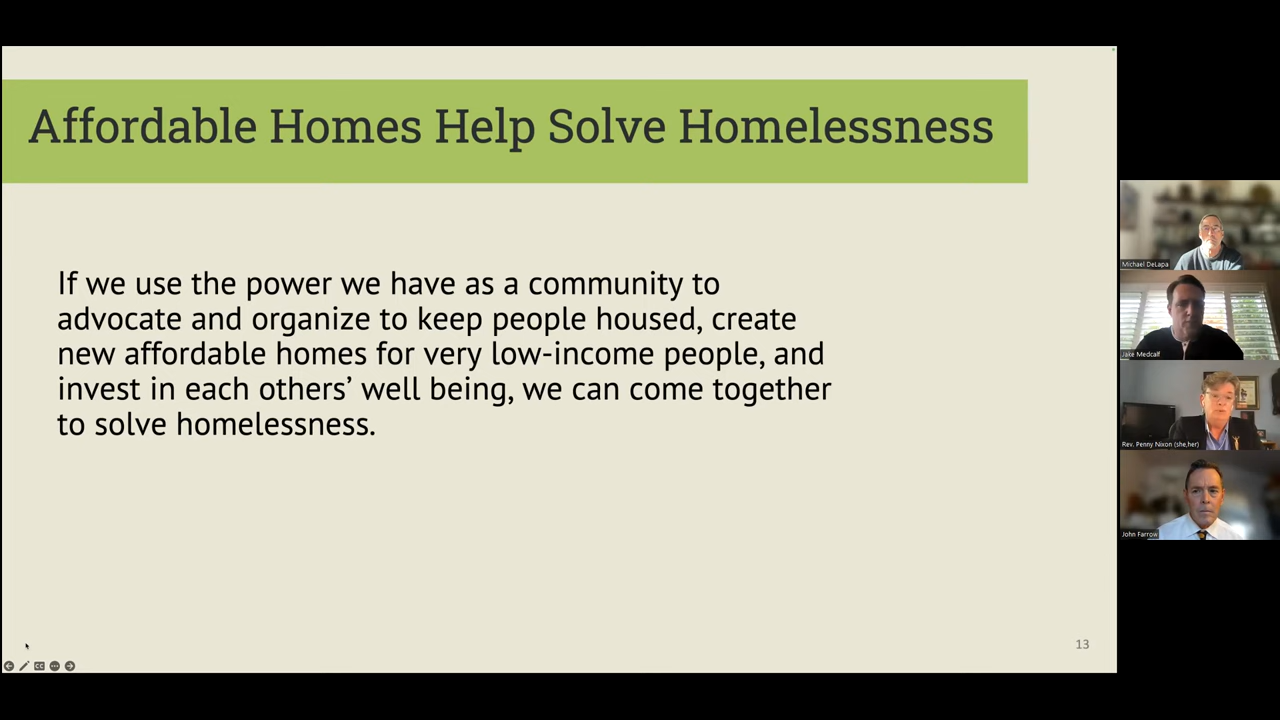 Affordable Homes Help Solve Homelessness
If we use the power we have as a community to
advocate and organize to keep people housed, create
new affordable homes for very low-income people, and
invest in each others’ well being, we can come together
to solve homelessness.
13
Michael DeLapa
Jake Medcalf
Rev. Penny Nixon (she,her)
John Farrow
CC